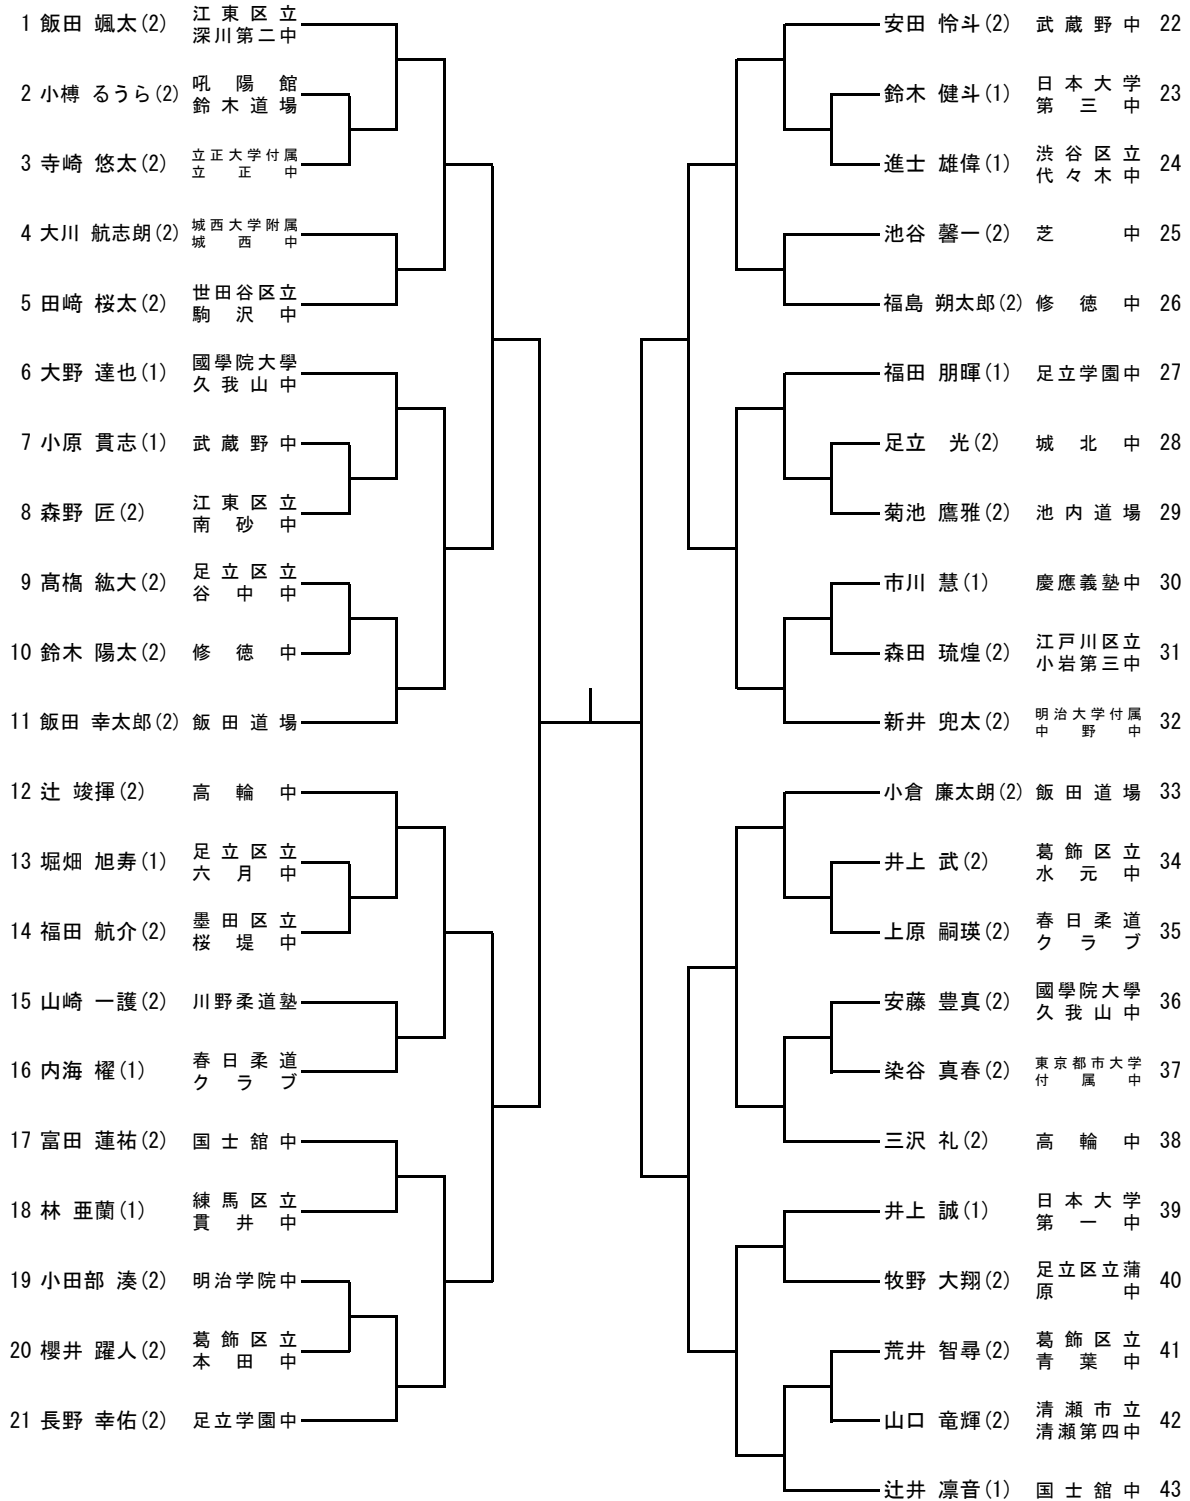 1 飯田 颯太(2) 江東区立
深川第二中
2 小榑 るうら(2) 吼陽館
鈴木道場
3 寺崎 悠太(2) 立正大学付属
立正中
4 大川 航志朗(2) 城西大学附属
城西中
5 田﨑 桜太(2) 世田谷区立
駒沢中
6 大野 達也(1) 國學院大學
久我山中
7 小原 貫志(1) 武蔵野中
8 森野 匠(2) 江東区立
南砂中
9 髙橋 紘大(2) 足立区立
谷中中
10 鈴木 陽太(2) 修徳中
11 飯田 幸太郎(2) 飯田道場
12 辻 竣揮(2) 高輪中
13 堀畑 旭寿(1) 足立区立
六月中
14 福田 航介(2) 墨田区立
桜堤中
15 山崎 一護(2) 川野柔道塾
16 内海 櫂(1) 春日柔道
クラブ
17 富田 蓮祐(2) 国士舘中
18 林 亜蘭(1) 練馬区立
貫井中
19 小田部 湊(2) 明治学院中
20 櫻井 躍人(2) 葛飾区立
本田中
21 長野 幸佑(2) 足立学園中
安田 怜斗(2) 武蔵野中 22
鈴木 健斗(1) 日本大学
第三中 23
進士 雄偉(1) 渋谷区立
代々木中 24
池谷 馨一(2) 芝中 25
福島 朔太郎(2) 修徳中 26
福田 朋暉(1) 足立学園中 27
足立 光(2) 城北中 28
菊池 鷹雅(2) 池内道場 29
市川 慧(1) 慶應義塾中 30
森田 琉煌(2) 江戸川区立
小岩第三中 31
新井 兜太(2) 明治大学付属
中野中 32
小倉 廉太朗(2) 飯田道場 33
井上 武(2) 葛飾区立
水元中 34
上原 嗣瑛(2) 春日柔道
クラブ 35
安藤 豊真(2) 國學院大學
久我山中 36
染谷 真春(2) 東京都市大学
付属中 37
三沢 礼(2) 高輪中 38
井上 誠(1) 日本大学
第一中 39
牧野 大翔(2) 足立区立蒲
原中 40
荒井 智尋(2) 葛飾区立
青葉中 41
山口 竜輝(2) 清瀬市立
清瀬第四中 42
辻井 凛音(1) 国士舘中 43